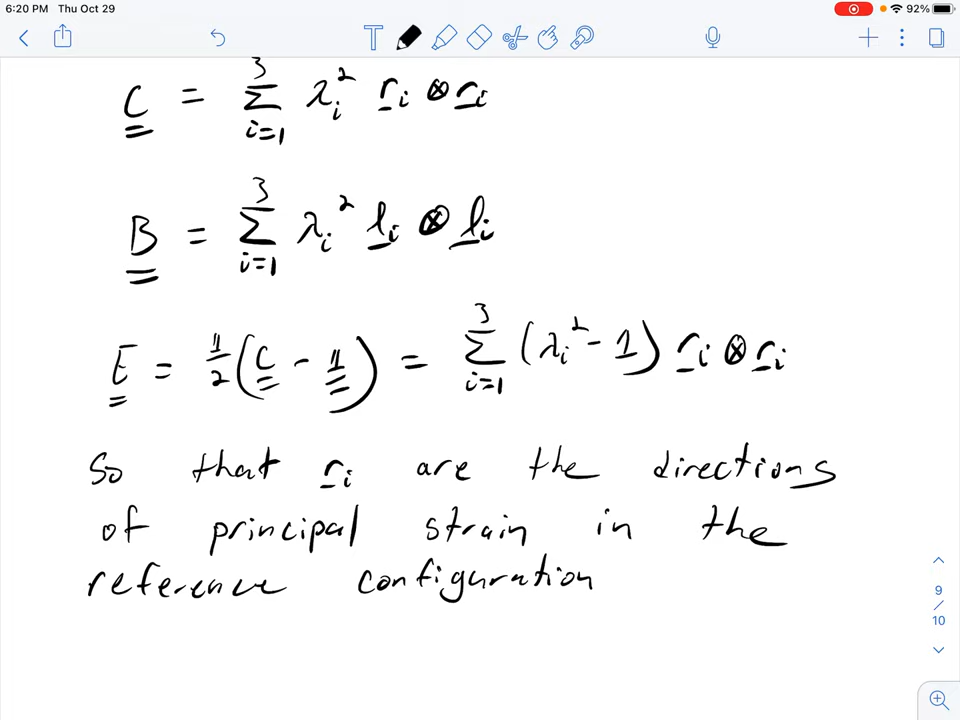 6:20 PM Thu Oct 29
92%
T
C = Σ_{i=1}^{3} λ_i^2 r_i ⊗ r_i
B = Σ_{i=1}^{3} λ_i^2 l_i ⊗ l_i
E = 1/2 (C - 1) = Σ_{i=1}^{3} (λ_i^2 - 1) r_i ⊗ r_i
So that r_i are the directions
of principal strain in the
reference configuration
9
/
10